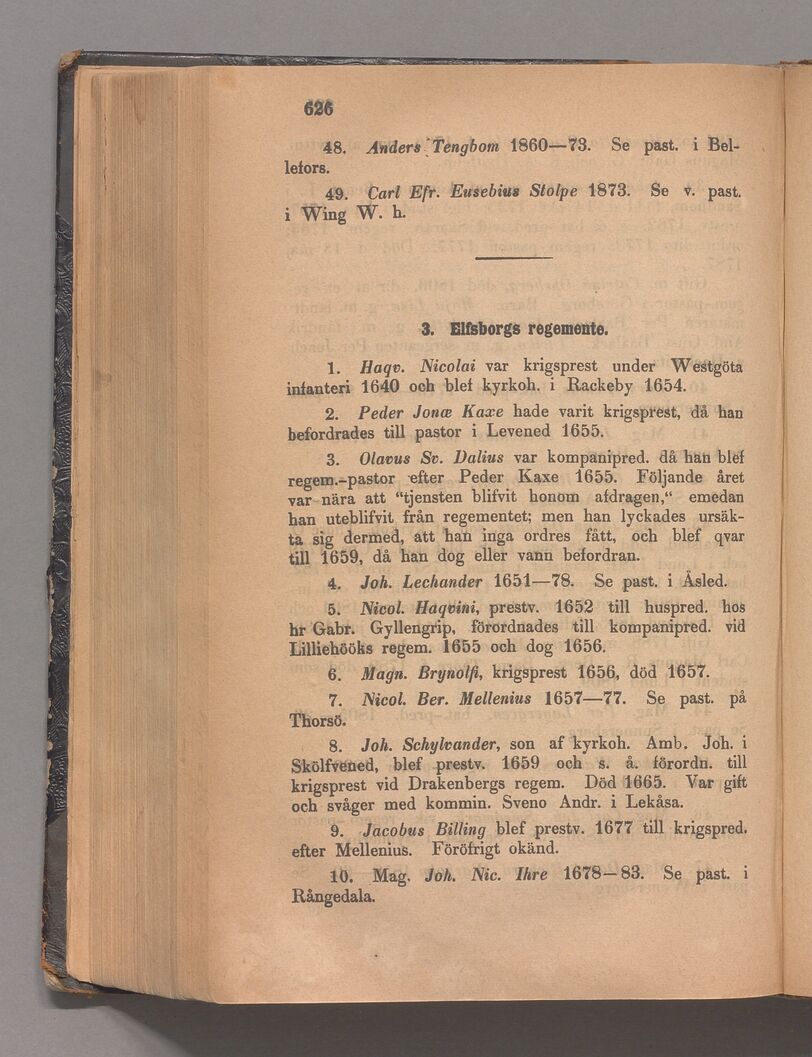 626
48. Anders Tengbom 1860—73. Se past. i Bel-
lefors.
49. Carl Efr. Eusebius Stolpe 1873. Se v. past.
i Wing W. h.
3. Elfsborgs regemente.
1. Haqv. Nicolai var krigsprest under Westgöta
infanteri 1640 och blef kyrkoh. i Rackeby 1654.
2. Peder Jonæ Kaxe hade varit krigsprest, då han
befordrades till pastor i Levened 1655.
3. Olavus Sv. Dalius var kompanipred. då han blef
regem.-pastor efter Peder Kaxe 1655. Följande året
var nära att “tjensten blifvit honom afdragen,“ emedan
han uteblifvit från regementet; men han lyckades ursäk-
ta sig dermed, att han inga ordres fått, och blef qvar
till 1659, då han dog eller vann befordran.
4. Joh. Lechander 1651—78. Se past. i Åsled.
5. Nicol. Haqvini, prestv. 1652 till huspred. hos
hr Gabr. Gyllengrip, förordnades till kompanipred. vid
Lilliehööks regem. 1655 och dog 1656.
6. Magn. Brynolfi, krigsprest 1656, död 1657.
7. Nicol. Ber. Mellenius 1657—77. Se past. på
Thorsö.
8. Joh. Schylvander, son af kyrkoh. Amb. Joh. i
Skölfvened, blef prestv. 1659 och s. å. förordn. till
krigsprest vid Drakenbergs regem. Död 1665. Var gift
och svåger med kommin. Sveno Andr. i Lekåsa.
9. Jacobus Billing blef prestv. 1677 till krigspred.
efter Mellenius. Föröfrigt okänd.
10. Mag. Joh. Nic. Ihre 1678—83. Se past. i
Rångedala.